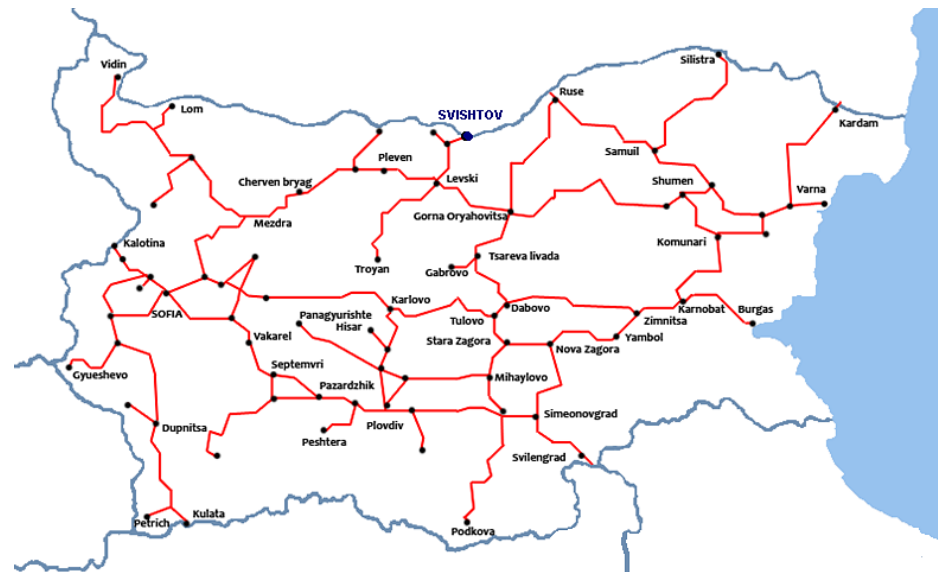 Vidin
Silistra
Ruse
Lom
SVISHTOV
Kardam
Samuil
Pleven
Cherven bryag
Levski
Shumen
Varna
Mezdra
Gorna Oryahovitsa
Kalotina
Komunari
Troyan
Gabrovo
Tsareva livada
Karlovo
Dabovo
Karnobat
Burgas
SOFIA
Panagyurishte
Tulovo
Zimnitsa
Hisar
Vakarel
Stara Zagora
Nova Zagora
Yambol
Gyueshevo
Septemvri
Mihaylovo
Pazardzhik
Simeonovgrad
Dupnitsa
Plovdiv
Peshtera
Svilengrad
Kulata
Petrich
Podkova